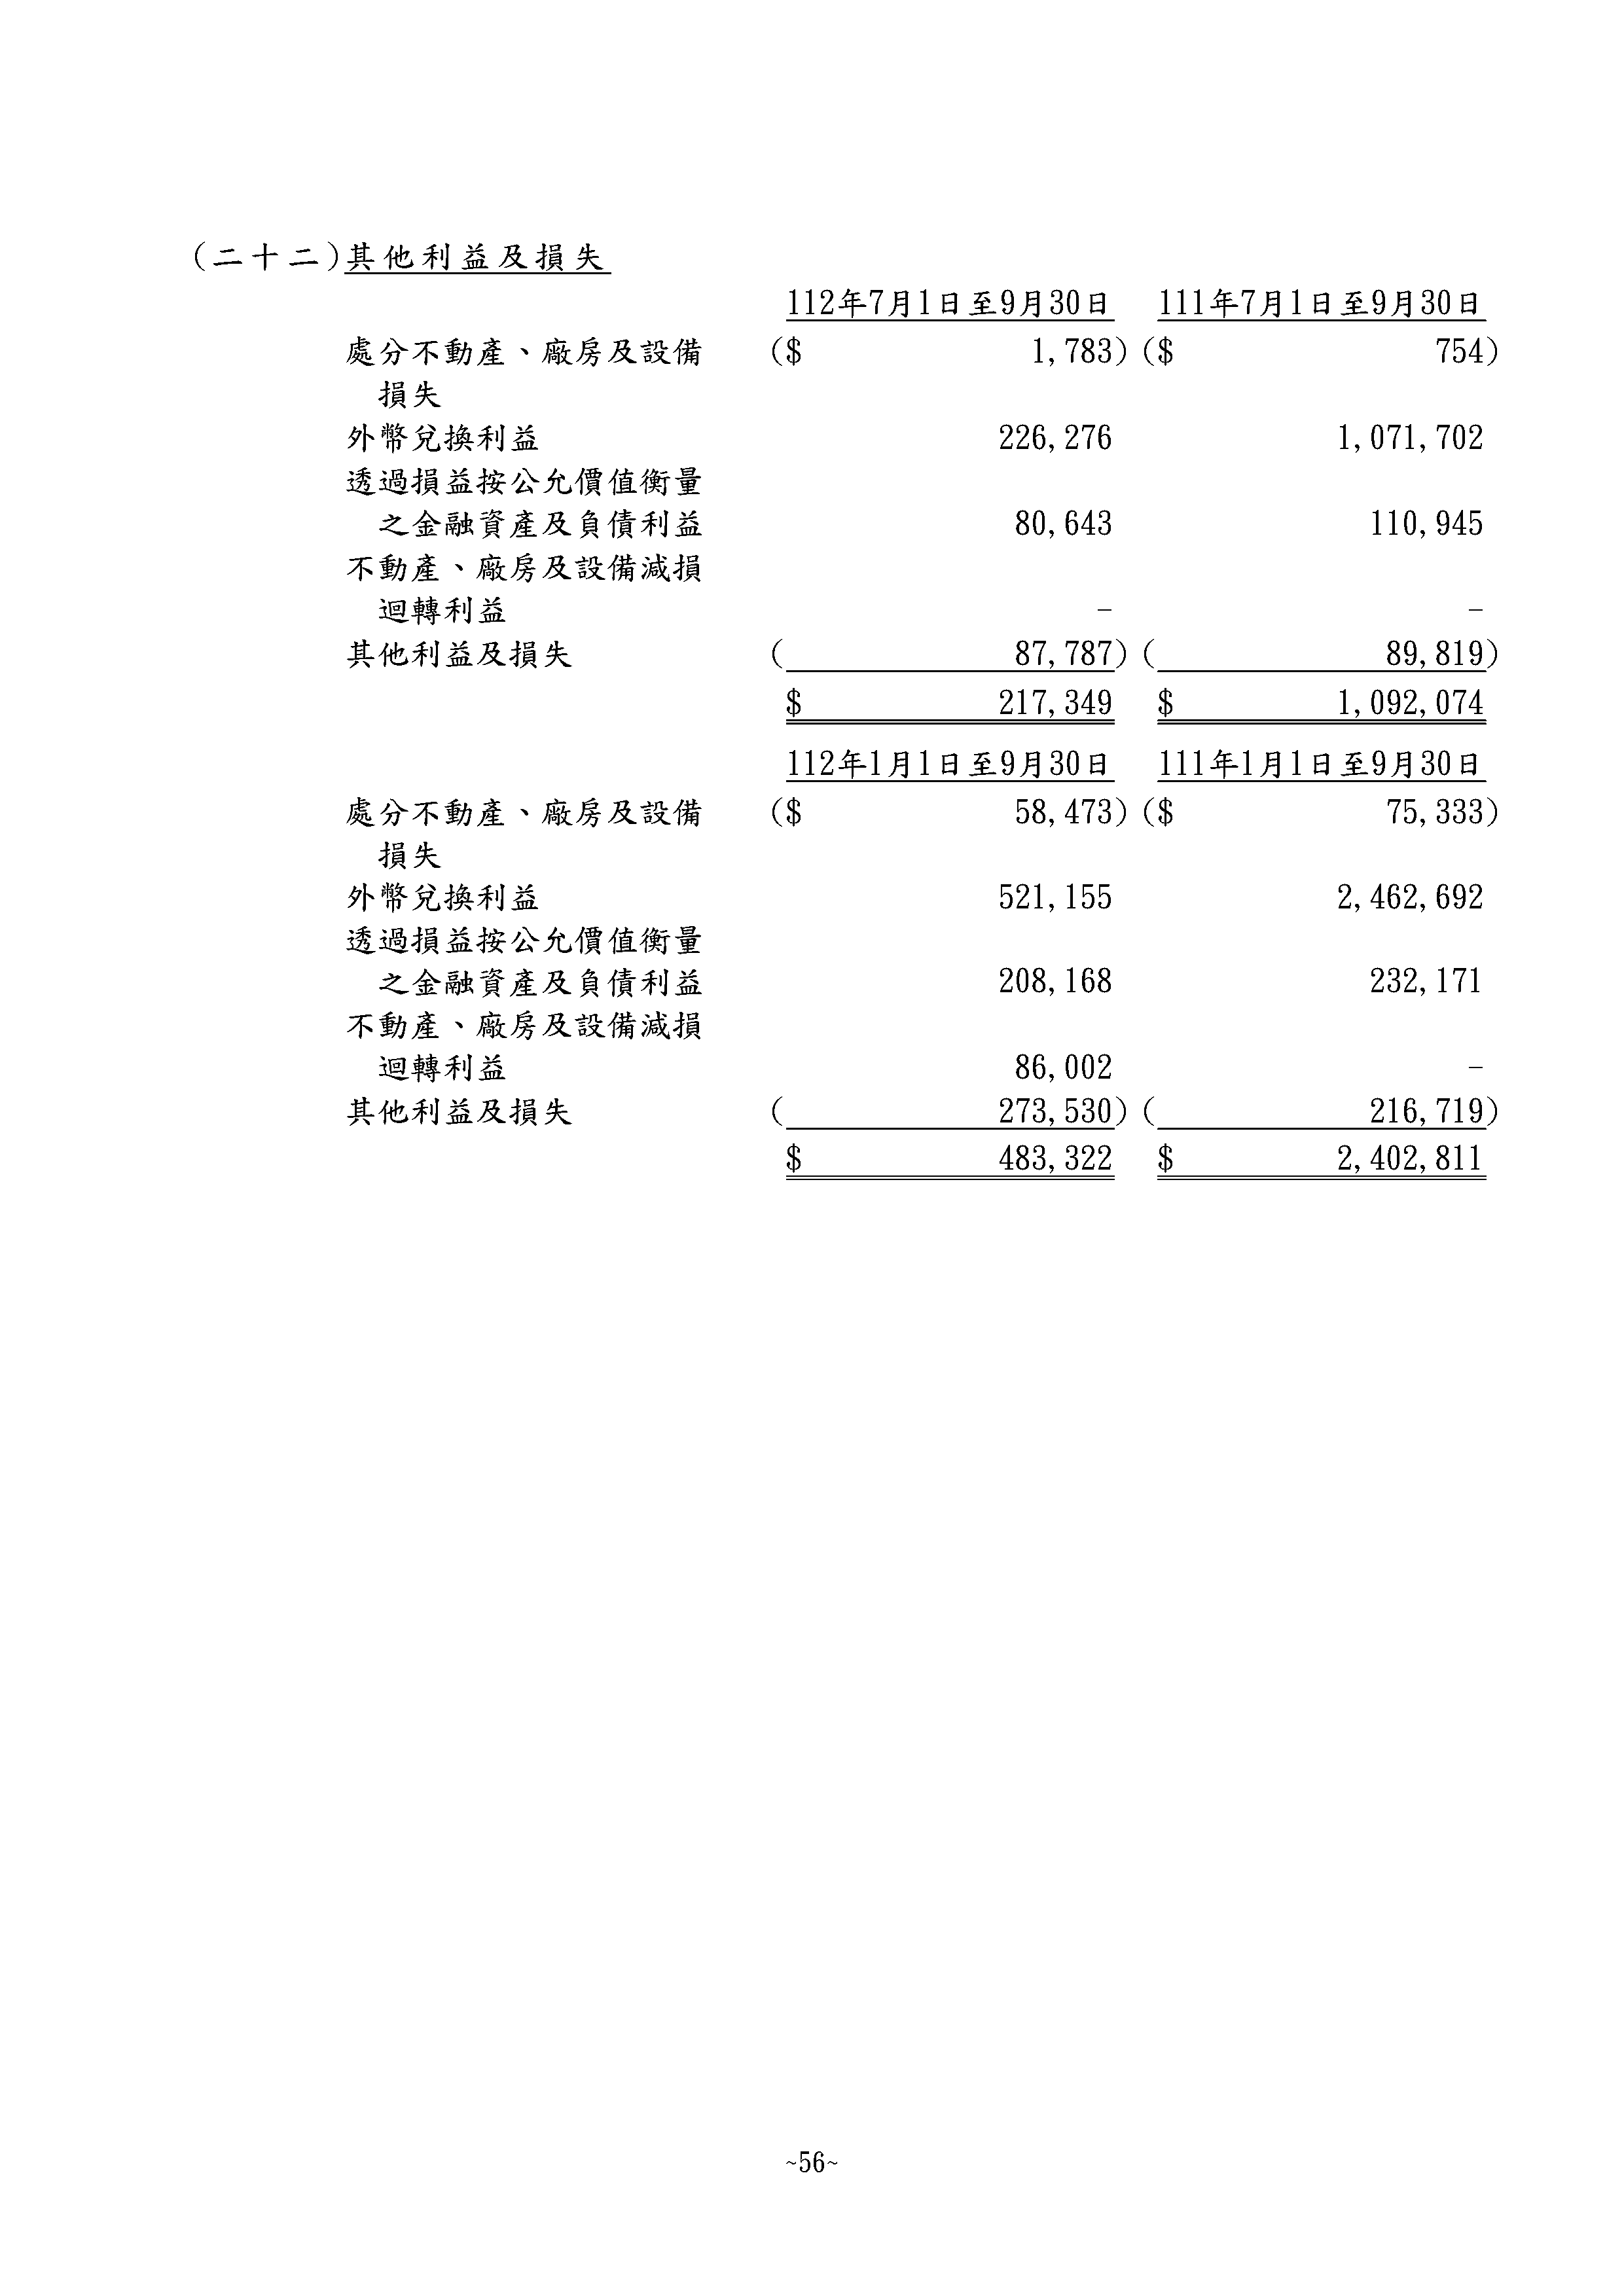 (二十二)其他利益及損失
112年7月1日至9月30日 111年7月1日至9月30日
處分不動產、廠房及設備 ($ 1,783) ($ 754)
損失
外幣兌換利益 226,276 1,071,702
透過損益按公允價值衡量
之金融資產及負債利益 80,643 110,945
不動產、廠房及設備減損
迴轉利益 - -
其他利益及損失 ( 87,787) ( 89,819)
$ 217,349 $ 1,092,074
112年1月1日至9月30日 111年1月1日至9月30日
處分不動產、廠房及設備 ($ 58,473) ($ 75,333)
損失
外幣兌換利益 521,155 2,462,692
透過損益按公允價值衡量
之金融資產及負債利益 208,168 232,171
不動產、廠房及設備減損
迴轉利益 86,002 -
其他利益及損失 ( 273,530) ( 216,719)
$ 483,322 $ 2,402,811
~56~